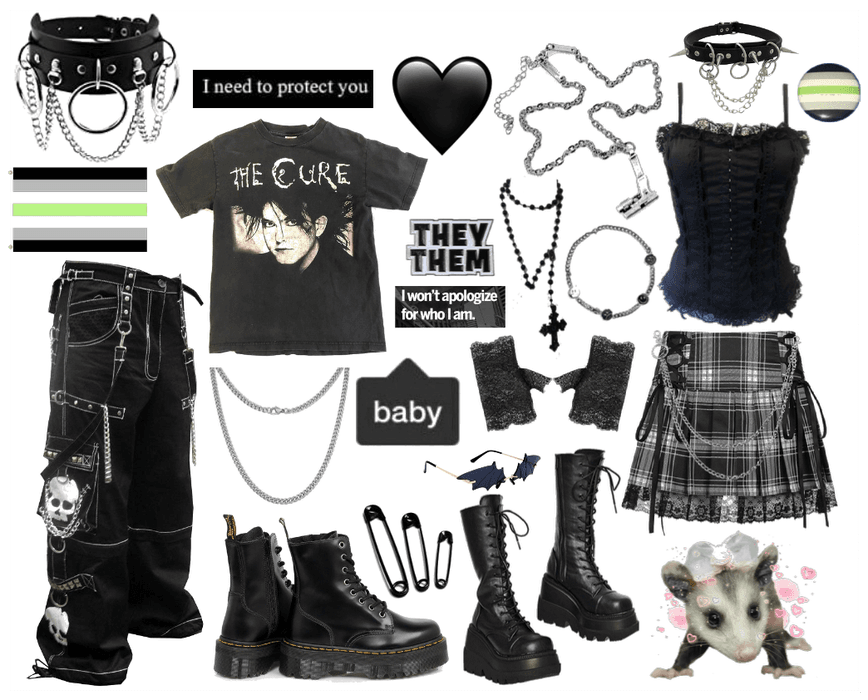 I need to protect you
THE CURE
THEY
THEM
I won't apologize
for who I am.
baby